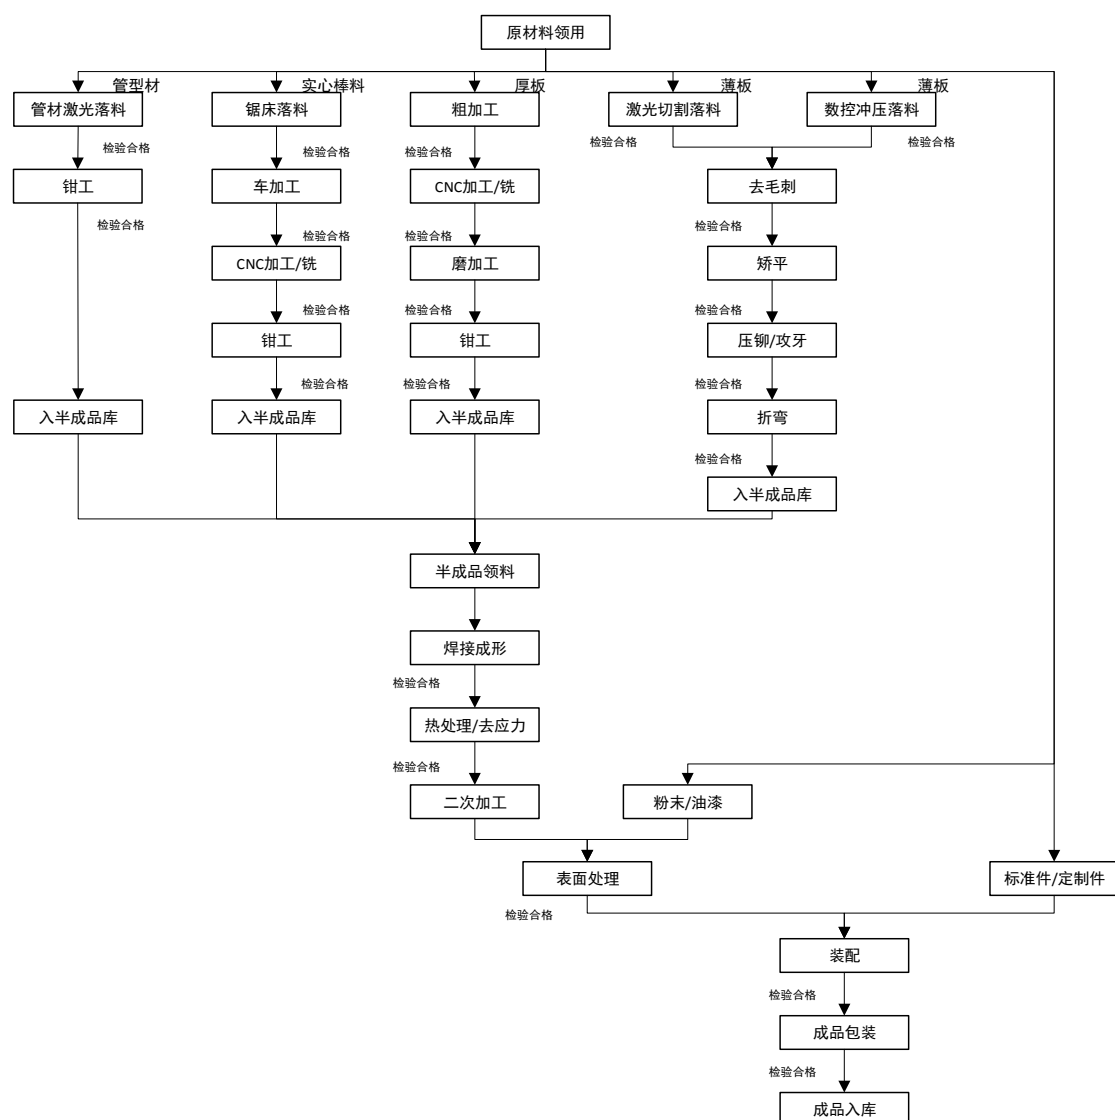 原材料领用
管型材
实心棒料
厚板
薄板
薄板
管材激光落料
锯床落料
粗加工
激光切割落料
数控冲压落料
检验合格
检验合格
检验合格
检验合格
检验合格
钳工
车加工
CNC加工/铣
去毛刺
检验合格
检验合格
检验合格
检验合格
CNC加工/铣
磨加工
矫平
检验合格
检验合格
检验合格
钳工
钳工
压铆/攻牙
检验合格
检验合格
检验合格
入半成品库
入半成品库
入半成品库
折弯
检验合格
入半成品库
半成品领料
焊接成形
检验合格
热处理/去应力
检验合格
二次加工
粉末/油漆
表面处理
标准件/定制件
检验合格
装配
检验合格
成品包装
检验合格
成品入库